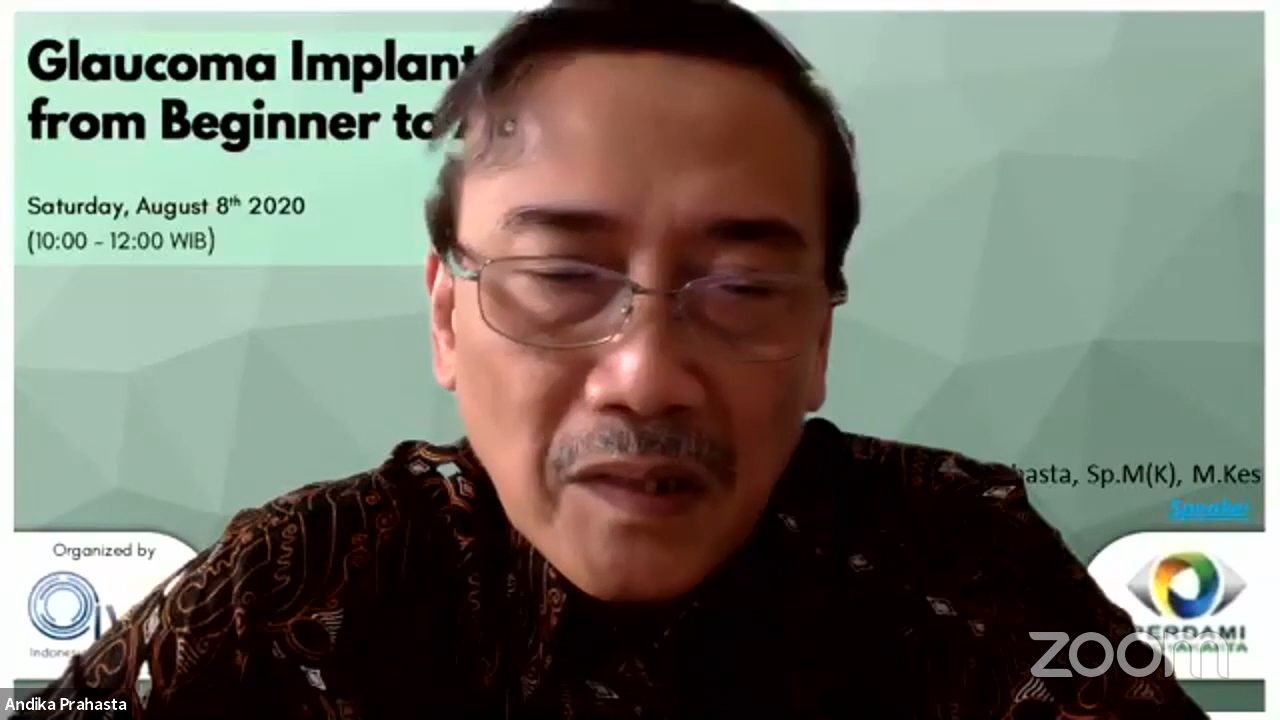 Glaucoma Implant
from Beginner to
Saturday, August 8th 2020
(10:00 - 12:00 WIB)
hasta, Sp.M(K), M.Kes
Speaker
Organized by
PERDAMI
zoom
Andika Prahasta